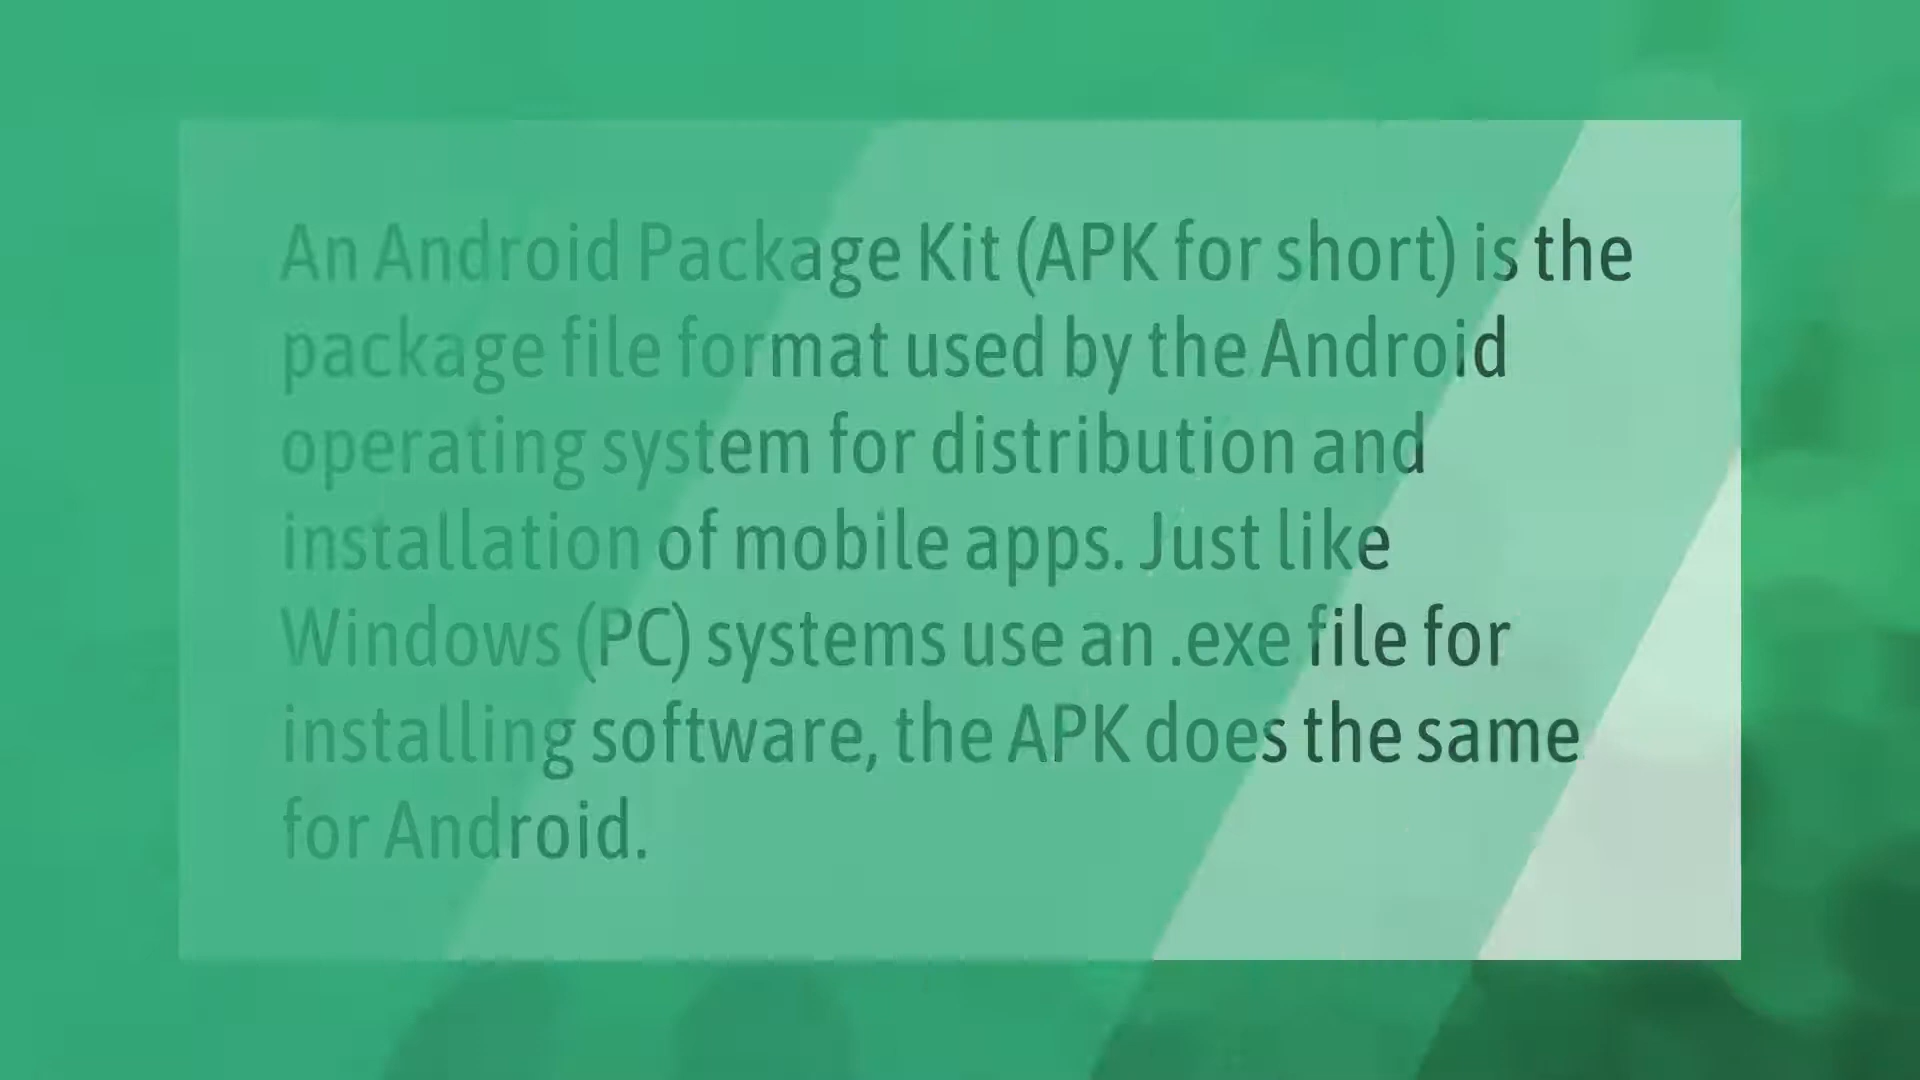 An Android Package Kit (APK for short) is the
package file format used by the Android
operating system for distribution and
installation of mobile apps. Just like
Windows (PC) systems use an .exe file for
installing software, the APK does the same
for Android.